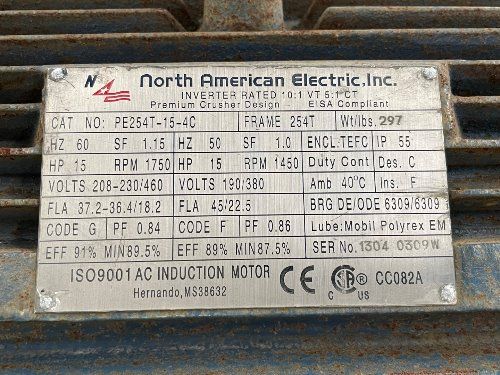 NA North American Electric, Inc.
INVERTER RATED 10:1 VT 5:1 CT
Premium Crusher Design EISA Compliant
CAT NO: PE254T-15-4C FRAME 254T Wt/lbs. 297
HZ 60 SF 1.15 HZ 50 SF 1.0 ENCL:TEFC IP 55
HP 15 RPM 1750 HP 15 RPM 1450 Duty Cont Des. C
VOLTS 208-230/460 VOLTS 190/380 Amb 40°C Ins. F
FLA 37.2-36.4/18.2 FLA 45/22.5 BRG DE/ODE 6309/6309
CODE G PF 0.84 CODE F PF 0.86 Lube:Mobil Polyrex EM
EFF 91% MIN89.5% EFF 89% MIN87.5% SER No. 1304 0309W
ISO9001 AC INDUCTION MOTOR CE C SA US CC082A
Hernando, MS38632